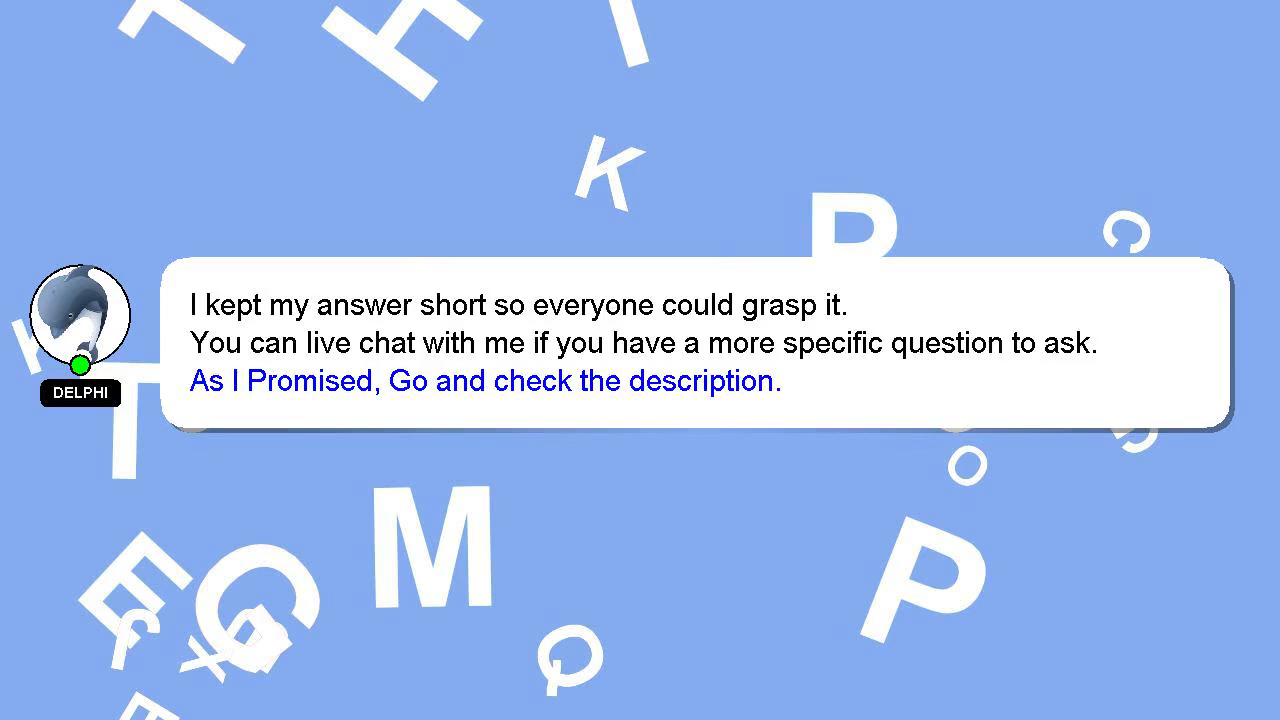 T
H
I
K
P
C
I kept my answer short so everyone could grasp it.
You can live chat with me if you have a more specific question to ask.
As I Promised, Go and check the description.
DELPHI
T
O
M
P
E
G
J
X
Q
E